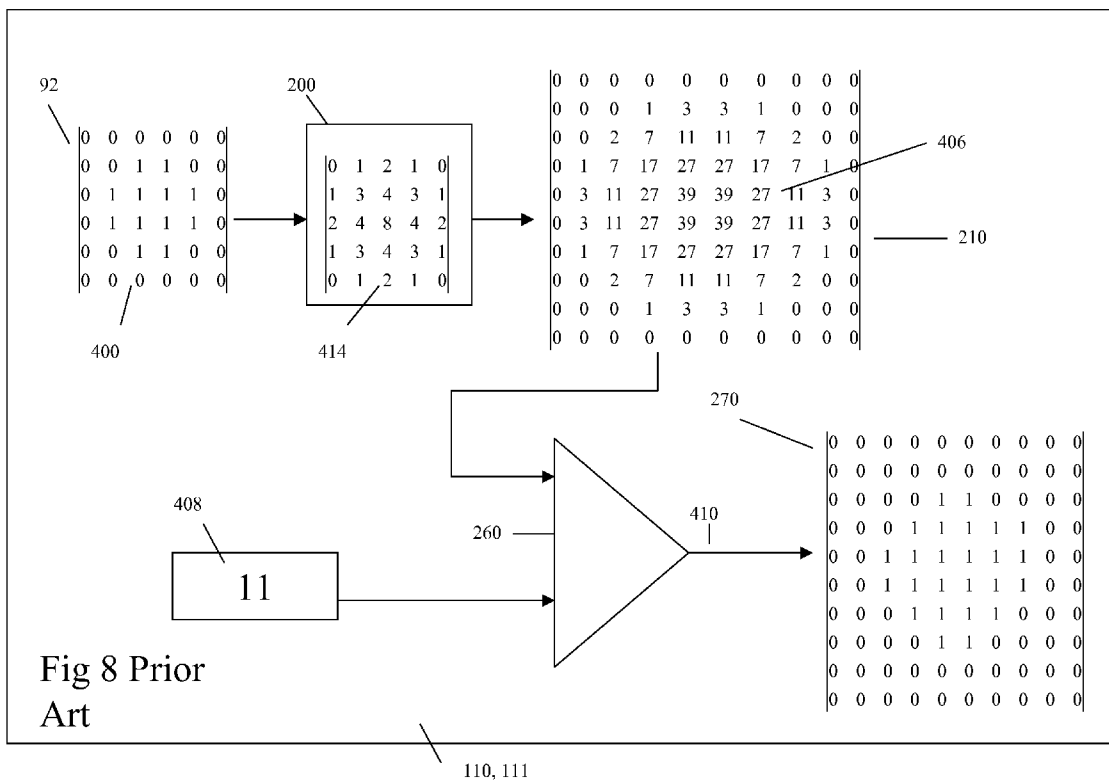 92
0 0 0 0 0 0
0 0 1 1 0 0
0 1 1 1 1 0
0 1 1 1 1 0
0 0 1 1 0 0
0 0 0 0 0 0
400
200
0 1 2 1 0
1 3 4 3 1
2 4 8 4 2
1 3 4 3 1
0 1 2 1 0
414
0 0 0 0 0 0 0 0 0 0
0 0 0 1 3 3 1 0 0 0
0 0 2 7 11 11 7 2 0 0
0 1 7 17 27 27 17 7 1 0
0 3 11 27 39 39 27 11 3 0
0 3 11 27 39 39 27 11 3 0
0 1 7 17 27 27 17 7 1 0
0 0 2 7 11 11 7 2 0 0
0 0 0 1 3 3 1 0 0 0
0 0 0 0 0 0 0 0 0 0
406
210
270
0 0 0 0 0 0 0 0 0 0
0 0 0 0 0 0 0 0 0 0
0 0 0 0 1 1 0 0 0 0
0 0 0 1 1 1 1 1 0 0
0 0 1 1 1 1 1 1 0 0
0 0 1 1 1 1 1 1 0 0
0 0 0 1 1 1 1 0 0 0
0 0 0 0 1 1 0 0 0 0
0 0 0 0 0 0 0 0 0 0
0 0 0 0 0 0 0 0 0 0
408
11
260
410
Fig 8 Prior
Art
110, 111